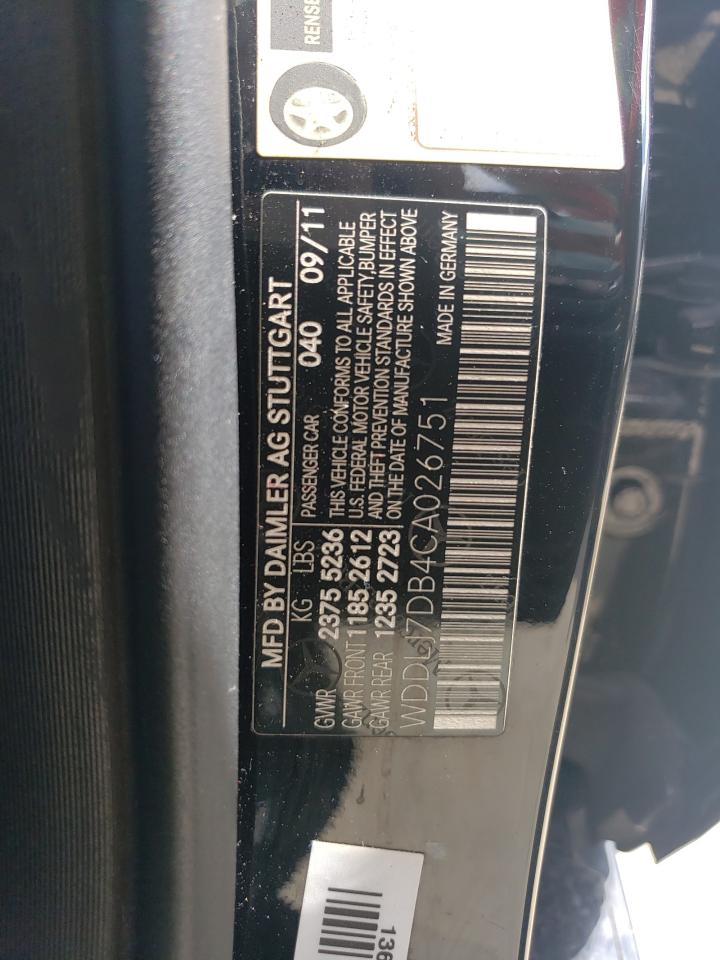 RENSE
MFD BY DAIMLER AG STUTTGART
KG LBS PASSENGER CAR 040 09/11
GVWR 2375 5236 THIS VEHICLE CONFORMS TO ALL APPLICABLE
GAWR FRONT 1185 2612 U.S. FEDERAL MOTOR VEHICLE SAFETY,BUMPER
GAWR REAR 1235 2723 AND THEFT PREVENTION STANDARDS IN EFFECT
ON THE DATE OF MANUFACTURE SHOWN ABOVE
WDDLJ7DB4CA026751 MADE IN GERMANY
136